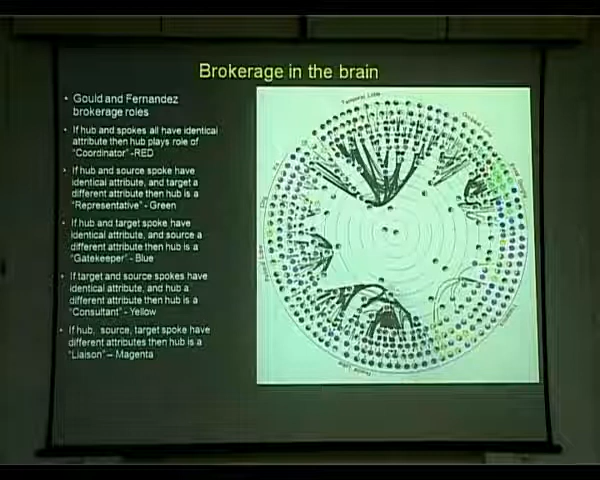 Brokerage in the brain
• Gould and Fernandez
brokerage roles
• If hub and spokes all have identical
attribute then hub plays role of
"Coordinator" -RED
• If hub and source spoke have
identical attribute, and target a
different attribute then hub is a
"Representative" - Green
• If hub and target spoke have
identical attribute, and source a
different attribute then hub is a
"Gatekeeper" - Blue
• If target and source spokes have
identical attribute, and hub a
different attribute then hub is a
"Consultant" - Yellow
• If hub, source, target spoke have
different attributes then hub is a
"Liaison" – Magenta
Temporal Lobe